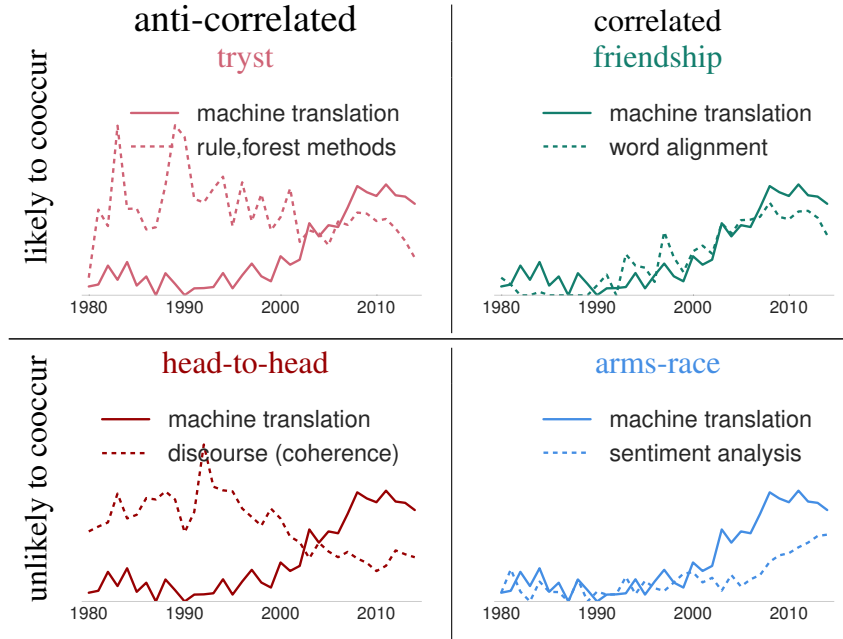 anti-correlated
correlated
likely to cooccur
tryst
machine translation
rule,forest methods
1980 1990 2000 2010
friendship
machine translation
word alignment
1980 1990 2000 2010
unlikely to cooccur
head-to-head
machine translation
discourse (coherence)
1980 1990 2000 2010
arms-race
machine translation
sentiment analysis
1980 1990 2000 2010